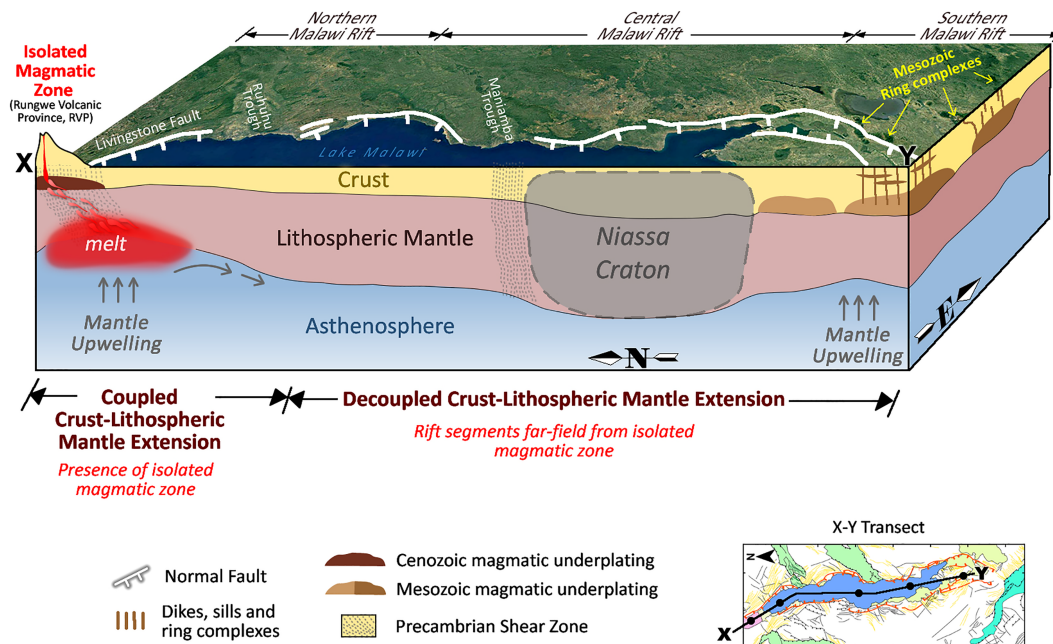 Northern
Malawi Rift
Central
Malawi Rift
Southern
Malawi Rift
Isolated
Magmatic
Zone
(Rungwe Volcanic
Province, RVP)
Mesozoic
Ring complexes
Livingstone Fault
Ruhuhu
Trough
Maniamba
Trough
Lake Malawi
X
Y
Crust
melt
Lithospheric Mantle
Niassa
Craton
Mantle
Upwelling
Asthenosphere
Mantle
Upwelling
N
E
Coupled
Crust-Lithospheric
Mantle Extension
Presence of isolated
magmatic zone
Decoupled Crust-Lithospheric Mantle Extension
Rift segments far-field from isolated
magmatic zone
Normal Fault
Dikes, sills and
ring complexes
Cenozoic magmatic underplating
Mesozoic magmatic underplating
Precambrian Shear Zone
X-Y Transect
N
Y
X